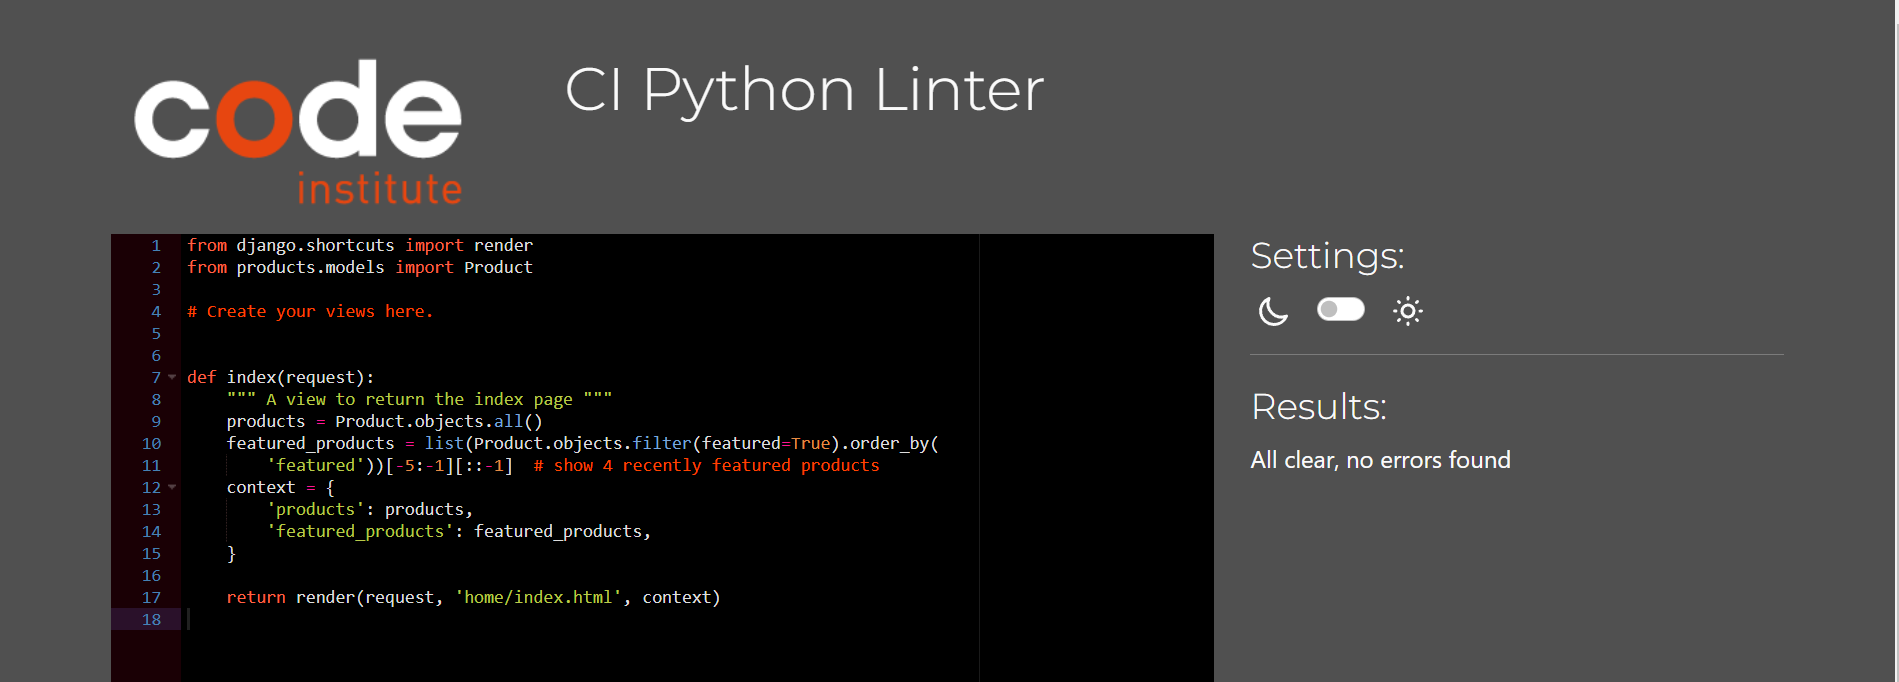 code
institute
CI Python Linter
1 from django.shortcuts import render
2 from products.models import Product
3
4 # Create your views here.
5
6
7 def index(request):
8     """ A view to return the index page """
9     products = Product.objects.all()
10     featured_products = list(Product.objects.filter(featured=True).order_by(
11         'featured'))[-5:-1][::-1]  # show 4 recently featured products
12     context = {
13         'products': products,
14         'featured_products': featured_products,
15     }
16
17     return render(request, 'home/index.html', context)
18
Settings:
Results:
All clear, no errors found